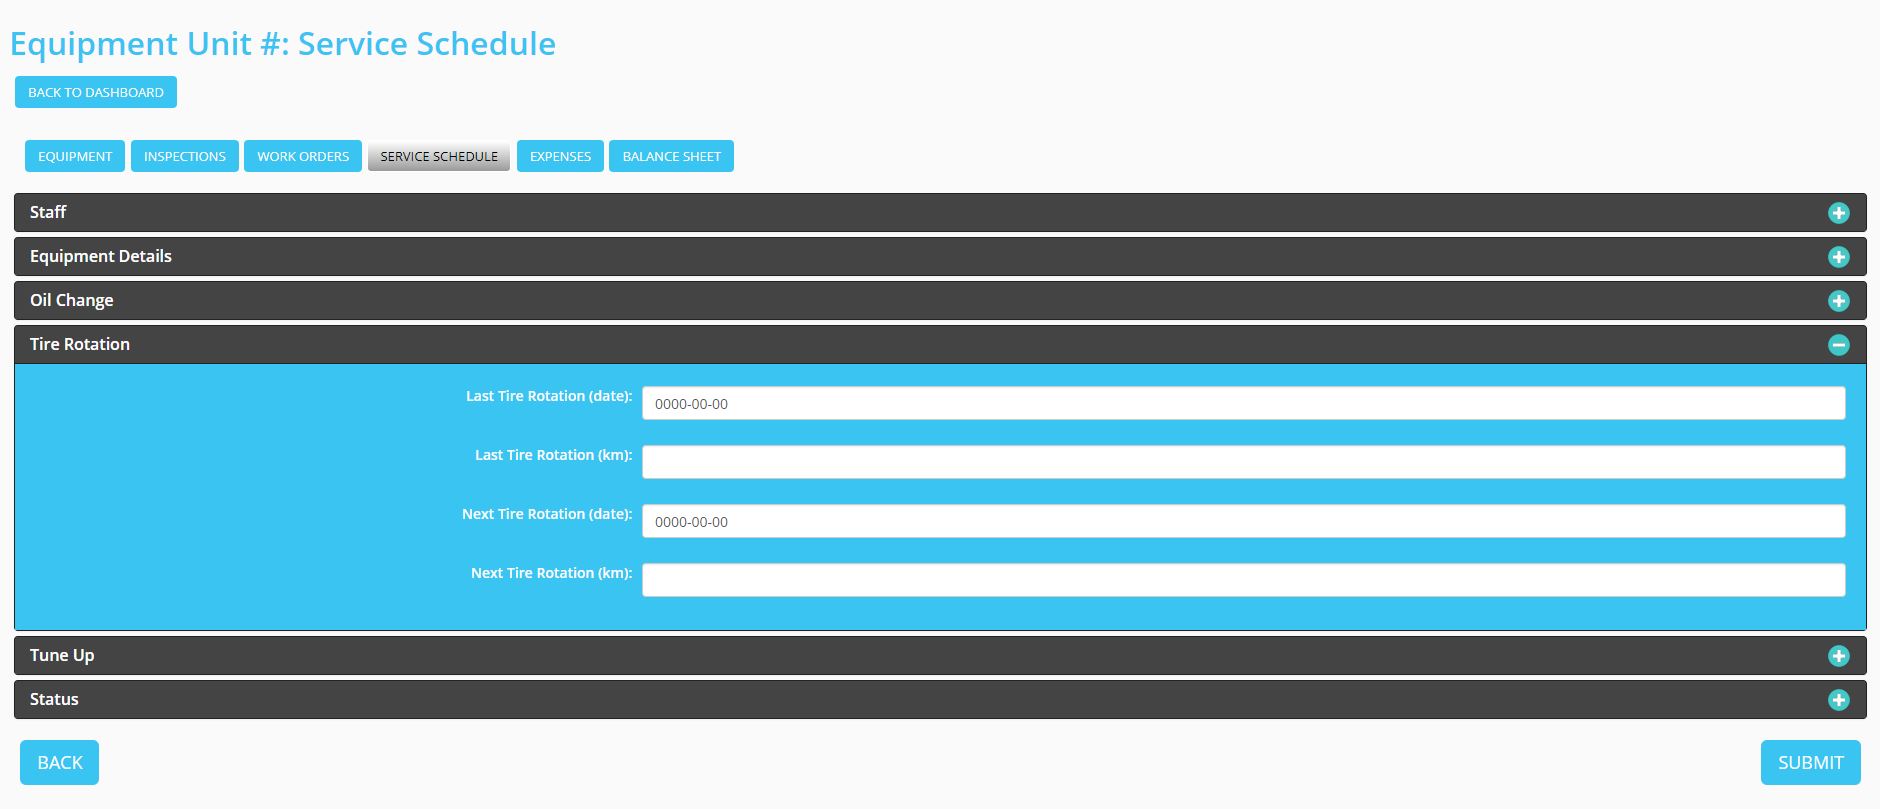 Equipment Unit #: Service Schedule
BACK TO DASHBOARD
EQUIPMENT INSPECTIONS WORK ORDERS SERVICE SCHEDULE EXPENSES BALANCE SHEET
Staff
Equipment Details
Oil Change
Tire Rotation
Last Tire Rotation (date): 0000-00-00
Last Tire Rotation (km):
Next Tire Rotation (date): 0000-00-00
Next Tire Rotation (km):
Tune Up
Status
BACK SUBMIT